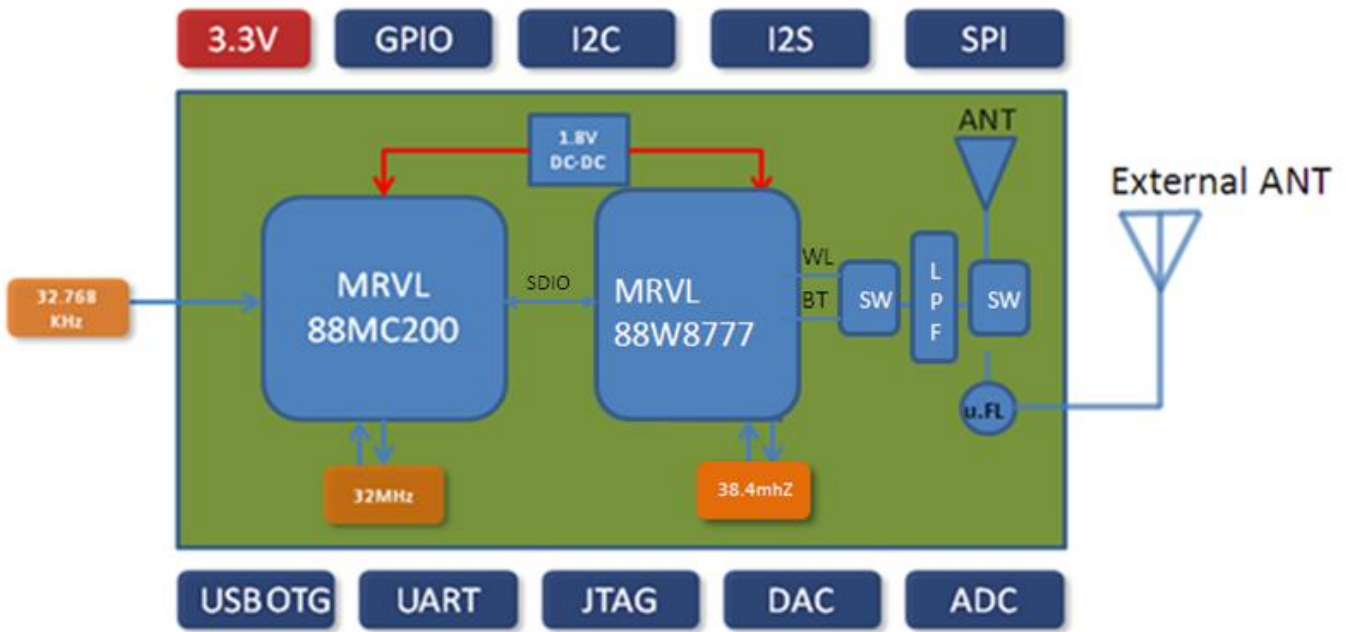 3.3V
GPIO
I2C
I2S
SPI
1.8V
DC-DC
ANT
External ANT
MRVL
88MC200
SDIO
MRVL
88W8777
WL
BT
SW
L
P
F
SW
32.768
KHz
u.FL
32MHz
38.4mhZ
USBOTG
UART
JTAG
DAC
ADC